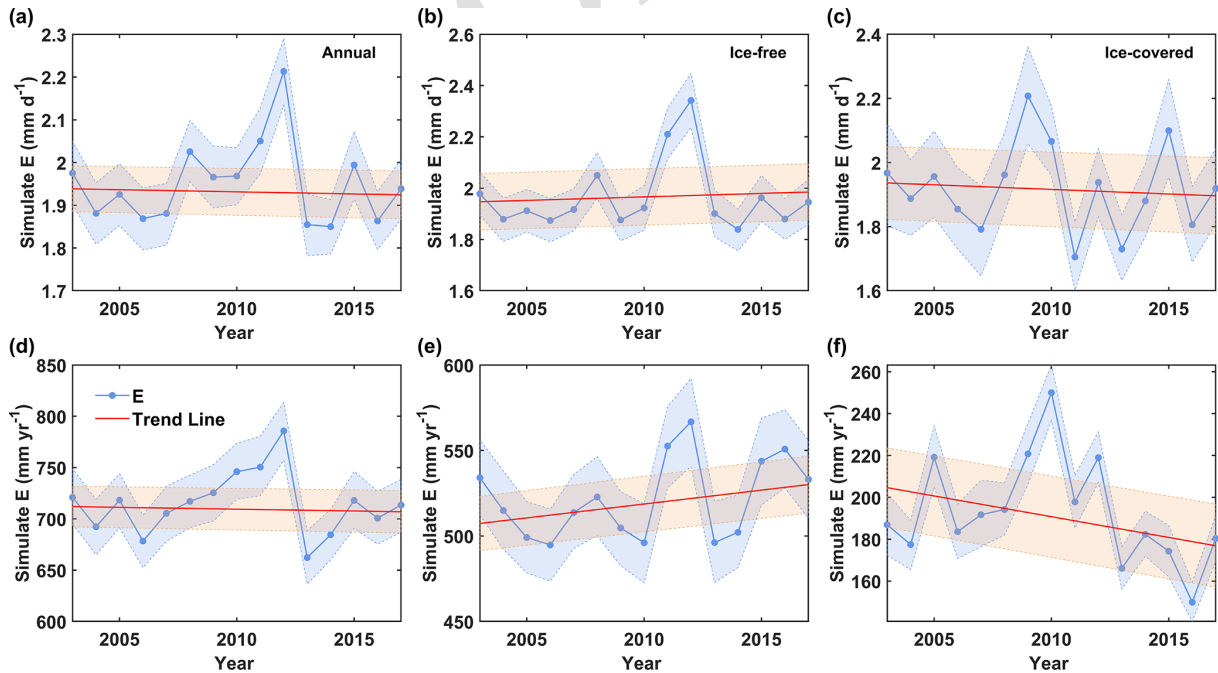 (a)
Annual
Simulate E (mm d-1)
2.3
2.2
2.1
2
1.9
1.8
1.7
2005 2010 2015
Year
(b)
Ice-free
Simulate E (mm d-1)
2.6
2.4
2.2
2
1.8
1.6
2005 2010 2015
Year
(c)
Ice-covered
Simulate E (mm d-1)
2.4
2.2
2
1.8
1.6
2005 2010 2015
Year
(d)
E
Trend Line
Simulate E (mm yr-1)
850
800
750
700
650
600
2005 2010 2015
Year
(e)
Simulate E (mm yr-1)
600
550
500
450
2005 2010 2015
Year
(f)
Simulate E (mm yr-1)
260
240
220
200
180
160
2005 2010 2015
Year